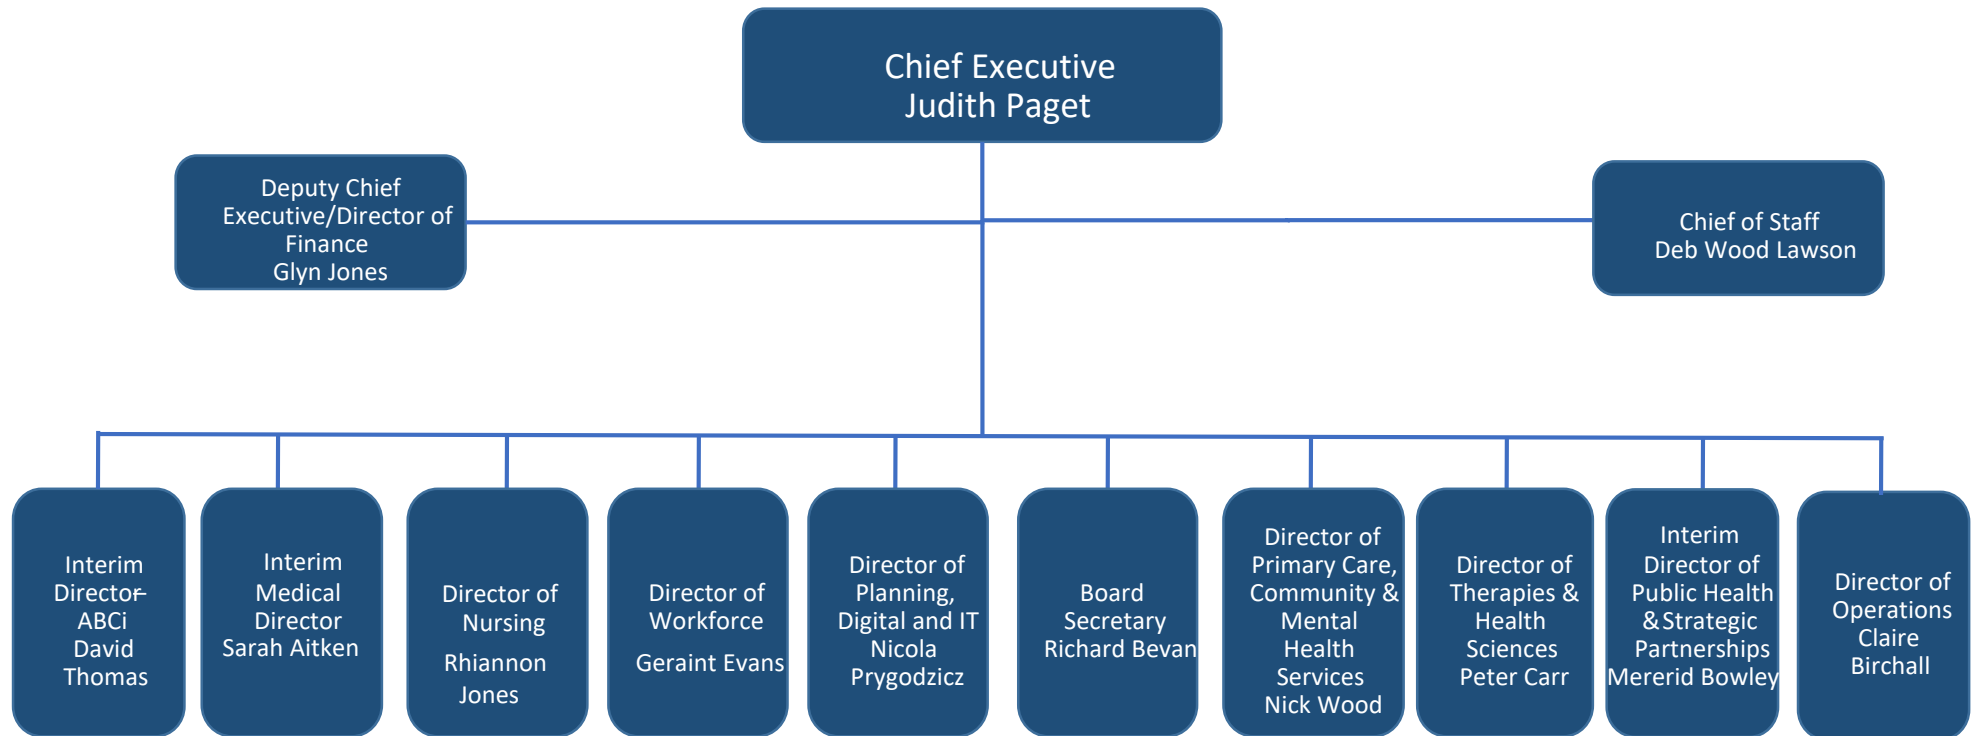 Chief Executive
Judith Paget
Deputy Chief
Executive/Director of
Finance
Glyn Jones
Chief of Staff
Deb Wood Lawson
Interim
Director–
ABCi
David
Thomas
Interim
Medical
Director
Sarah Aitken
Director of
Nursing
Rhiannon
Jones
Director of
Workforce
Geraint Evans
Director of
Planning,
Digital and IT
Nicola
Prygodzicz
Board
Secretary
Richard Bevan
Director of
Primary Care,
Community &
Mental
Health
Services
Nick Wood
Director of
Therapies &
Health
Sciences
Peter Carr
Interim
Director of
Public Health
& Strategic
Partnerships
Mererid Bowley
Director of
Operations
Claire
Birchall